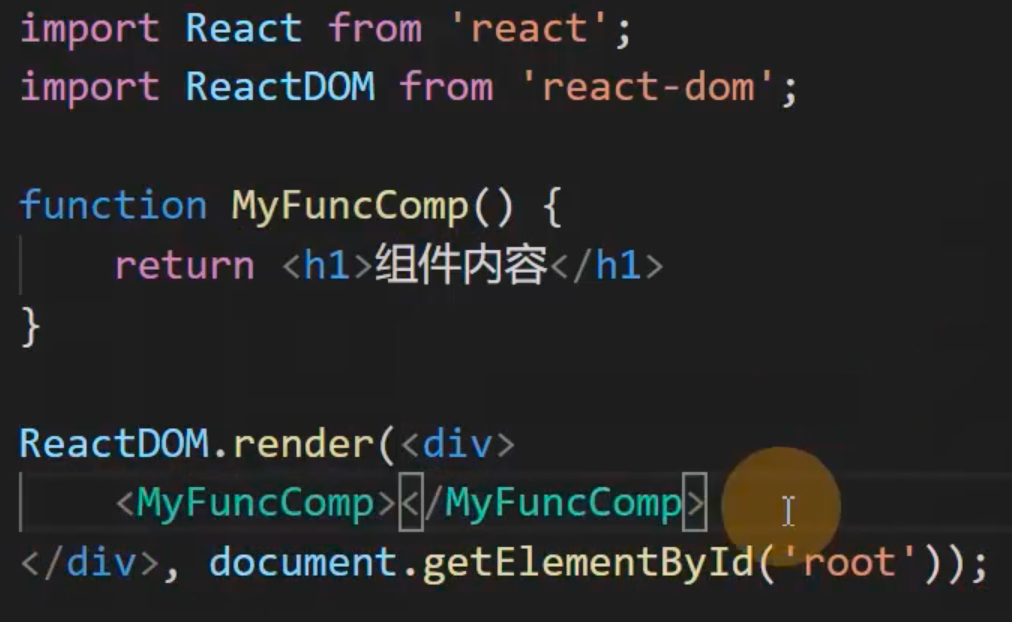 import React from 'react';
import ReactDOM from 'react-dom';
function MyFuncComp() {
return <h1>组件内容</h1>
}
ReactDOM.render(<div>
<MyFuncComp></MyFuncComp>
</div>, document.getElementById('root'));